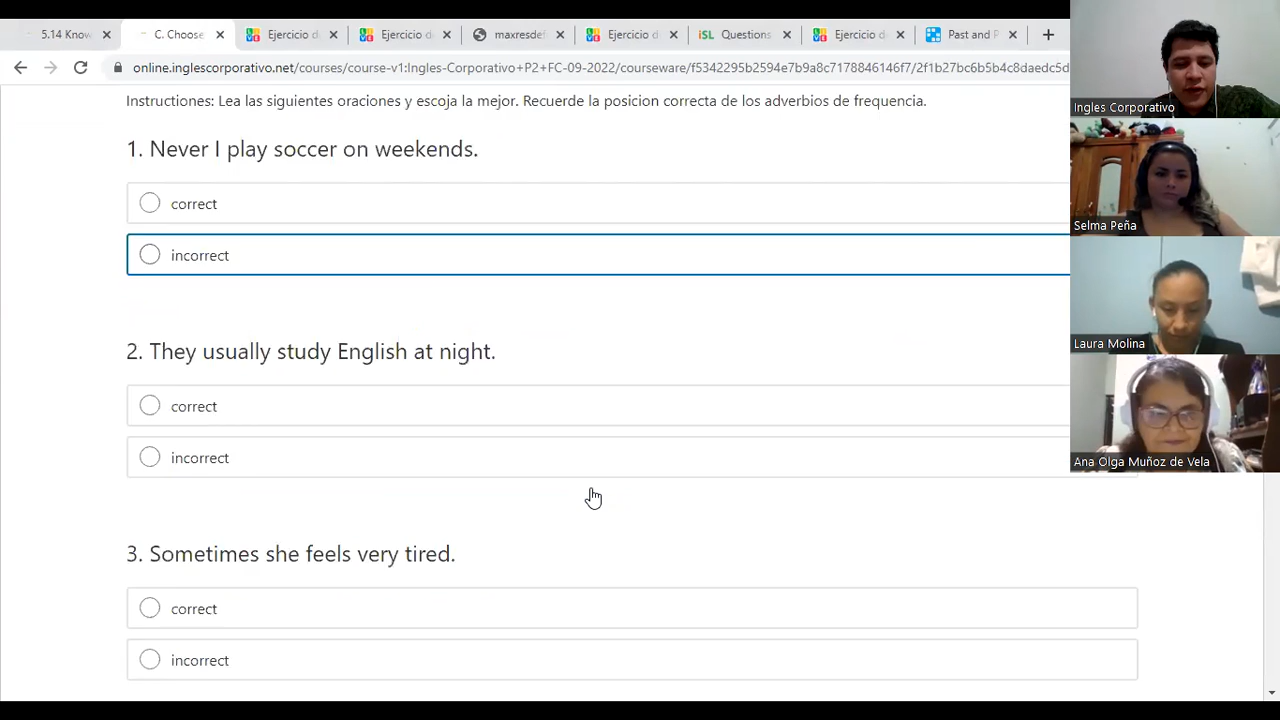 5.14 Know
C. Choose
Ejercicio d
Ejercicio d
maxresdef
Ejercicio d
iSL Questions
Ejercicio d
Past and P
online.inglescorporativo.net/courses/course-v1:Ingles-Corporativo+P2+FC-09-2022/courseware/f5342295b2594e7b9a8c7178846146f7/2f1b27bc6b5b4c8daedc5d
Instructiones: Lea las siguientes oraciones y escoja la mejor. Recuerde la posicion correcta de los adverbios de frequencia.
1. Never I play soccer on weekends.
correct
incorrect
2. They usually study English at night.
correct
incorrect
3. Sometimes she feels very tired.
correct
incorrect
Ingles Corporativo
Selma Peña
Laura Molina
Ana Olga Muñoz de Vela